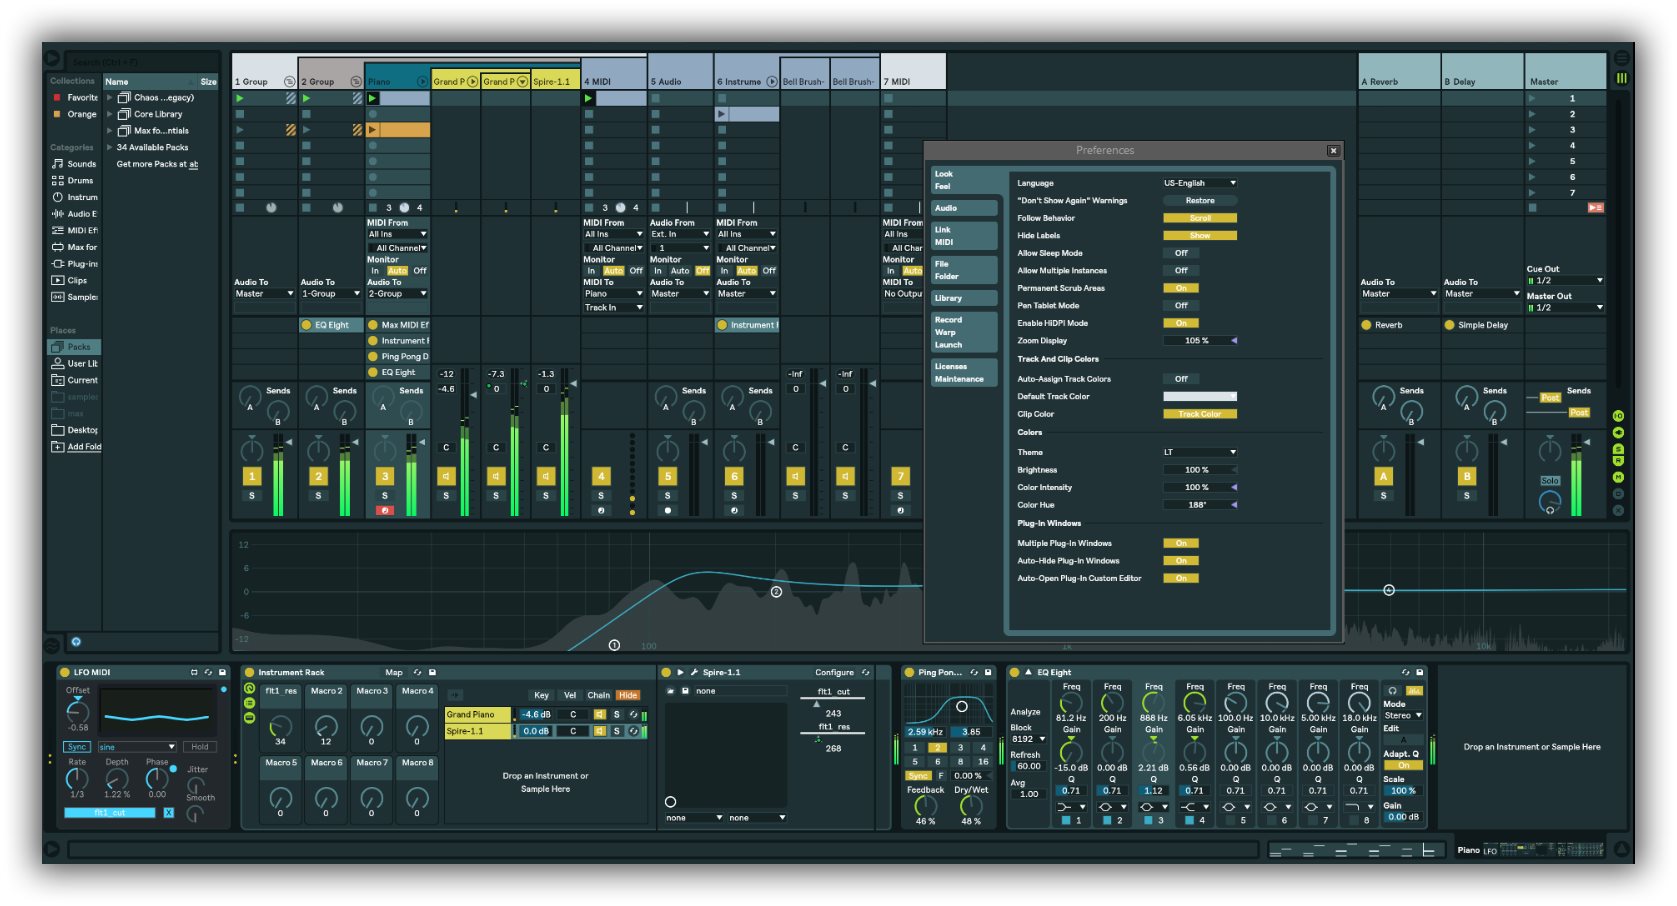 Search (Ctrl + F)
Collections
Name
Size
Favorite
Chaos ...egacy)
Orange
Core Library
Max fo...ntials
Categories
34 Available Packs
Sounds
Get more Packs at ab
Drums
Instrum
Audio E
MIDI Ef
Max for
Plug-ins
Clips
Sample
Places
Packs
User Lib
Current
samples
max
Desktop
Add Fold
1 Group
2 Group
Piano
Grand P
Grand P
Spire-1.1
4 MIDI
5 Audio
6 Instrume
Bell Brush-
Bell Brush-
7 MIDI
A Reverb
B Delay
Master
1
2
3
4
5
6
7
3 4
3 4
MIDI From
All Ins
All Channel
Monitor
In Auto Off
Audio To
2-Group
Audio To
Master
Audio To
1-Group
MIDI From
All Ins
All Channel
Monitor
In Auto Off
MIDI To
Piano
Track In
Audio From
Ext. In
1
Monitor
In Auto Off
Audio To
Master
MIDI From
All Ins
All Channel
Monitor
In Auto Off
Audio To
Master
MIDI From
All Ins
All Channel
Monitor
In Auto
MIDI To
No Output
Audio To
Master
Audio To
Master
Cue Out
1/2
Master Out
1/2
EQ Eight
Max MIDI Ef
Instrument F
Ping Pong D
EQ Eight
Instrument F
Reverb
Simple Delay
-12
-4.6
-7.3
0
-1.3
0
-Inf
0
-Inf
0
Sends
A
B
Sends
A
B
Sends
A
B
Sends
A
B
Sends
A
B
Sends
A
B
Sends
A
B
Sends
Post
Post
C
C
C
C
C
1
2
3
4
5
6
7
A
B
Solo
S
S
S
S
S
S
S
S
S
S
S
S
Preferences
Look
Feel
Audio
Link
MIDI
File
Folder
Library
Record
Warp
Launch
Licenses
Maintenance
Language
US-English
"Don't Show Again" Warnings
Restore
Follow Behavior
Scroll
Hide Labels
Show
Allow Sleep Mode
Off
Allow Multiple Instances
Off
Permanent Scrub Areas
On
Pen Tablet Mode
Off
Enable HiDPI Mode
On
Zoom Display
105 %
Track And Clip Colors
Auto-Assign Track Colors
Off
Default Track Color
Clip Color
Track Color
Colors
Theme
LT
Brightness
100 %
Color Intensity
100 %
Color Hue
188°
Plug-In Windows
Multiple Plug-In Windows
On
Auto-Hide Plug-In Windows
On
Auto-Open Plug-In Custom Editor
On
12
6
0
-6
-12
1
2
4
100
1k
10k
LFO MIDI
Offset
-0.58
Sync
sine
Hold
Rate
Depth
Phase
Jitter
1/3
1.22 %
0.00
Smooth
flt1_cut
X
Instrument Rack
Map
flt1_res
Macro 2
Macro 3
Macro 4
34
12
0
0
Macro 5
Macro 6
Macro 7
Macro 8
0
0
0
0
Key
Vel
Chain
Hide
Grand Piano
-4.6 dB
C
S
Spire-1.1
0.0 dB
C
S
Drop an Instrument or
Sample Here
Spire-1.1
Configure
none
flt1_cut
243
flt1_res
268
none
none
Ping Pon...
2.59 kHz
3.85
1 2 3 4
5 6 8 16
Sync F 0.00 %
Feedback
Dry/Wet
46 %
48 %
EQ Eight
Analyze
Block
8192
Refresh
60.00
Avg
1.00
Freq Freq Freq Freq Freq Freq Freq Freq
81.2 Hz 200 Hz 888 Hz 6.05 kHz 100.0 Hz 10.0 kHz 5.00 kHz 18.0 kHz
Gain Gain Gain Gain Gain Gain Gain Gain
-15.0 dB 0.00 dB 2.21 dB 0.56 dB 0.00 dB 0.00 dB 0.00 dB 0.00 dB
Q Q Q Q Q Q Q Q
0.71 0.71 1.12 0.71 0.71 0.71 0.71 0.71
1 2 3 4 5 6 7 8
Mode
Stereo
Edit
A
Adapt. Q
On
Scale
100 %
Gain
0.00 dB
Drop an Instrument or Sample Here
Piano
LFO